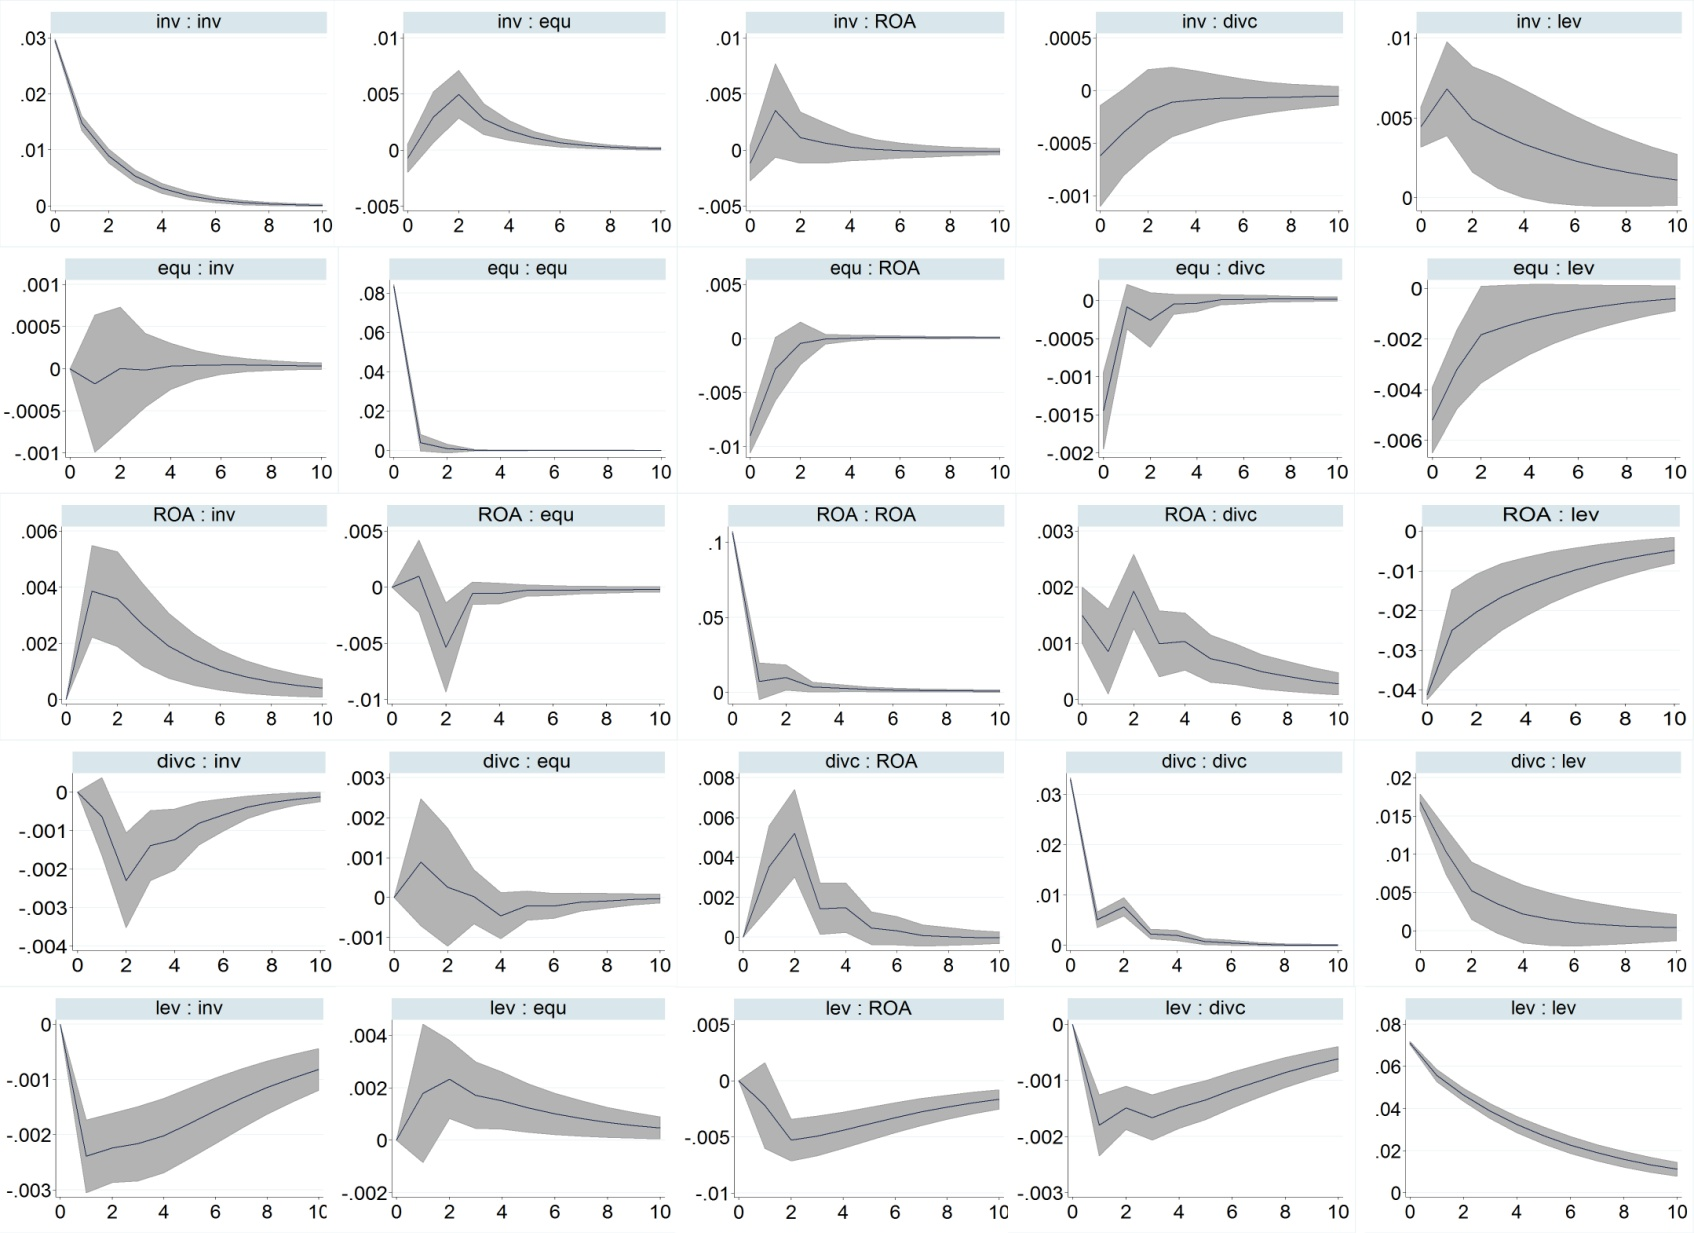 inv : inv
.03
.02
.01
0
0 2 4 6 8 10
inv : equ
.01
.005
0
-.005
0 2 4 6 8 10
inv : ROA
.01
.005
0
-.005
0 2 4 6 8 10
inv : divc
.0005
0
-.0005
-.001
0 2 4 6 8 10
inv : lev
.01
.005
0
0 2 4 6 8 10
equ : inv
.001
.0005
0
-.0005
-.001
0 2 4 6 8 10
equ : equ
.08
.06
.04
.02
0
0 2 4 6 8 10
equ : ROA
.005
0
-.005
-.01
0 2 4 6 8 10
equ : divc
0
-.0005
-.001
-.0015
-.002
0 2 4 6 8 10
equ : lev
0
-.002
-.004
-.006
0 2 4 6 8 10
ROA : inv
.006
.004
.002
0
0 2 4 6 8 10
ROA : equ
.005
0
-.005
-.01
0 2 4 6 8 10
ROA : ROA
.1
.05
0
0 2 4 6 8 10
ROA : divc
.003
.002
.001
0
0 2 4 6 8 10
ROA : lev
0
-.01
-.02
-.03
-.04
0 2 4 6 8 10
divc : inv
0
-.001
-.002
-.003
-.004
0 2 4 6 8 10
divc : equ
.003
.002
.001
0
-.001
0 2 4 6 8 10
divc : ROA
.008
.006
.004
.002
0
0 2 4 6 8 10
divc : divc
.03
.02
.01
0
0 2 4 6 8 10
divc : lev
.02
.015
.01
.005
0
0 2 4 6 8 10
lev : inv
0
-.001
-.002
-.003
0 2 4 6 8 10
lev : equ
.004
.002
0
-.002
0 2 4 6 8 10
lev : ROA
.005
0
-.005
-.01
0 2 4 6 8 10
lev : divc
0
-.001
-.002
-.003
0 2 4 6 8 10
lev : lev
.08
.06
.04
.02
0
0 2 4 6 8 10